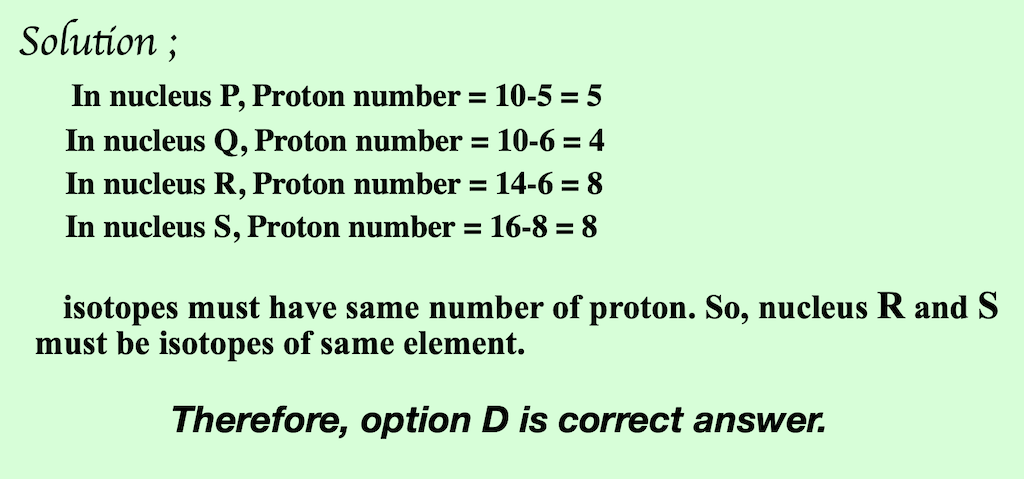 Solution ;
In nucleus P, Proton number = 10-5 = 5
In nucleus Q, Proton number = 10-6 = 4
In nucleus R, Proton number = 14-6 = 8
In nucleus S, Proton number = 16-8 = 8
isotopes must have same number of proton. So, nucleus R and S
must be isotopes of same element.
Therefore, option D is correct answer.